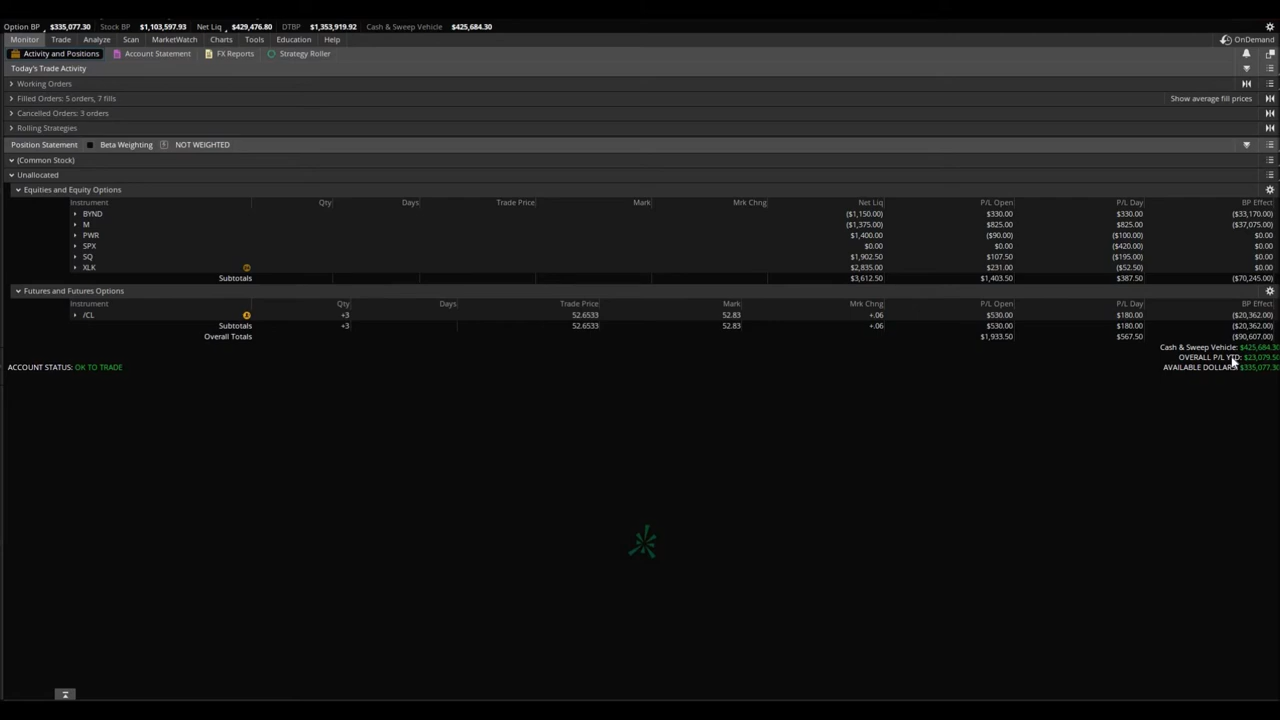 Option BP $335,077.30 Stock BP $1,103,597.93 Net Liq $429,476.80 DTBP $1,353,919.92 Cash & Sweep Vehicle $425,684.30
Monitor Trade Analyze Scan MarketWatch Charts Tools Education Help OnDemand
Activity and Positions Account Statement FX Reports Strategy Roller
Today's Trade Activity
Working Orders
Filled Orders: 5 orders, 7 fills Show average fill prices
Cancelled Orders: 3 orders
Rolling Strategies
Position Statement Beta Weighting NOT WEIGHTED
(Common Stock)
Unallocated
Equities and Equity Options
Instrument Qty Days Trade Price Mark Mrk Chng Net Liq P/L Open P/L Day BP Effect
BYND ($1,150.00) $330.00 $330.00 ($33,170.00)
M ($1,375.00) $825.00 $825.00 ($37,075.00)
PWR $1,400.00 ($90.00) ($100.00) $0.00
SPX $0.00 $0.00 ($420.00) $0.00
SQ $1,902.50 $107.50 ($195.00) $0.00
XLK $2,835.00 $231.00 ($52.50) $0.00
Subtotals $3,612.50 $1,403.50 $387.50 ($70,245.00)
Futures and Futures Options
Instrument Qty Days Trade Price Mark Mrk Chng P/L Open P/L Day BP Effect
/CL +3 52.6533 52.83 +.06 $530.00 $180.00 ($20,362.00)
Subtotals +3 52.6533 52.83 +.06 $530.00 $180.00 ($20,362.00)
Overall Totals $1,933.50 $567.50 ($90,607.00)
Cash & Sweep Vehicle: $425,684.30
OVERALL P/L YTD: $23,079.50
ACCOUNT STATUS: OK TO TRADE AVAILABLE DOLLARS: $335,077.30